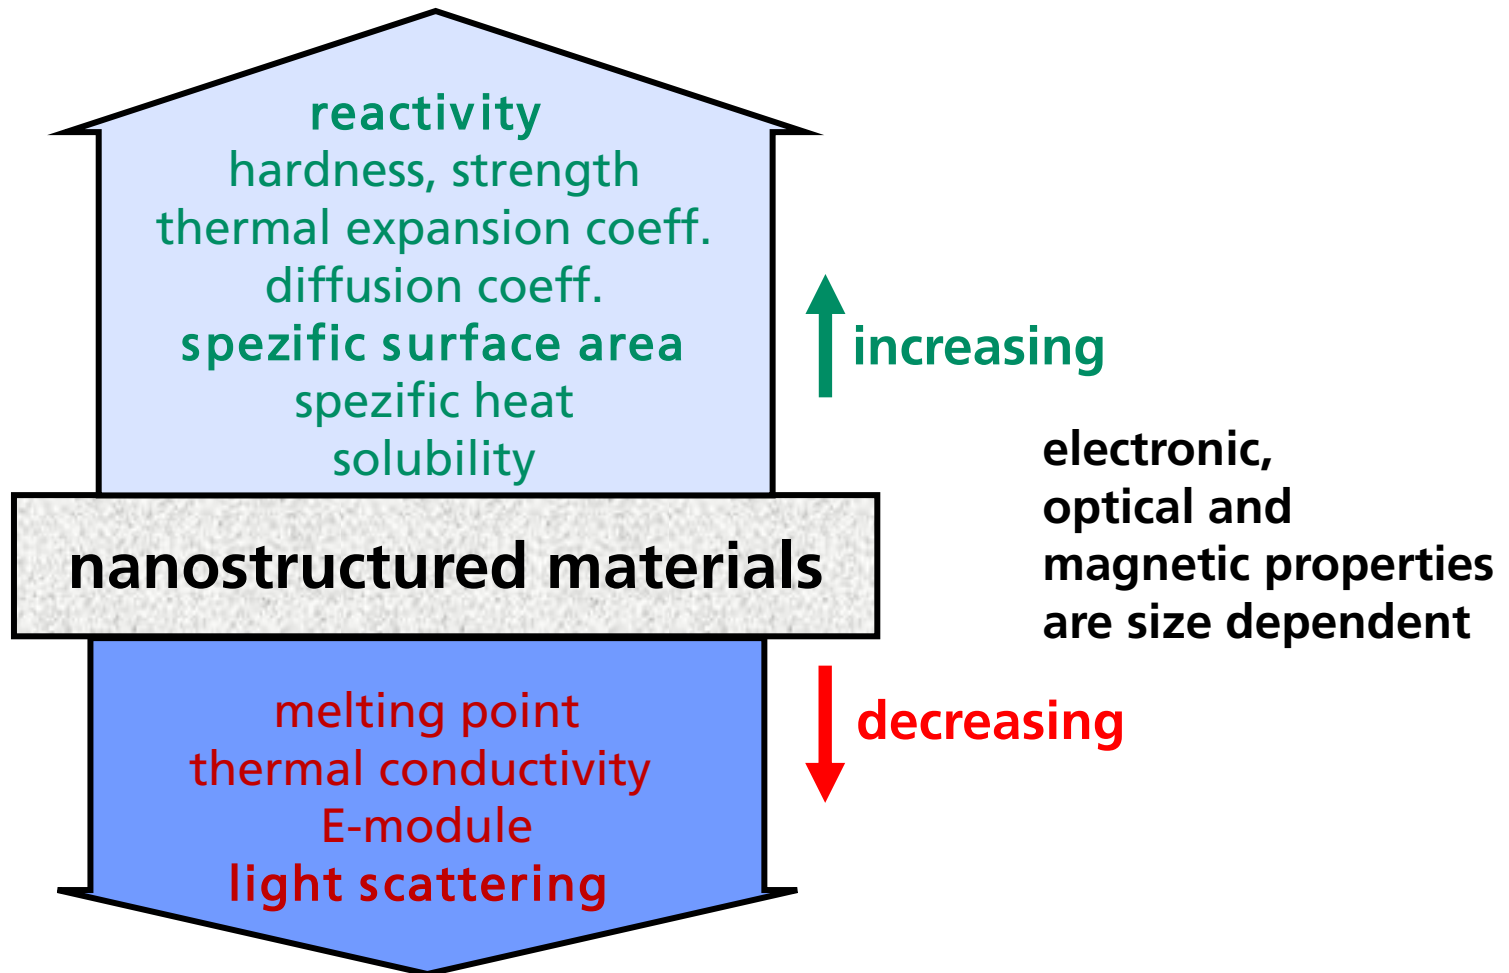 reactivity
hardness, strength
thermal expansion coeff.
diffusion coeff.
spezific surface area
spezific heat
solubility
increasing
electronic,
optical and
magnetic properties
are size dependent
nanostructured materials
melting point
thermal conductivity
E-module
light scattering
decreasing